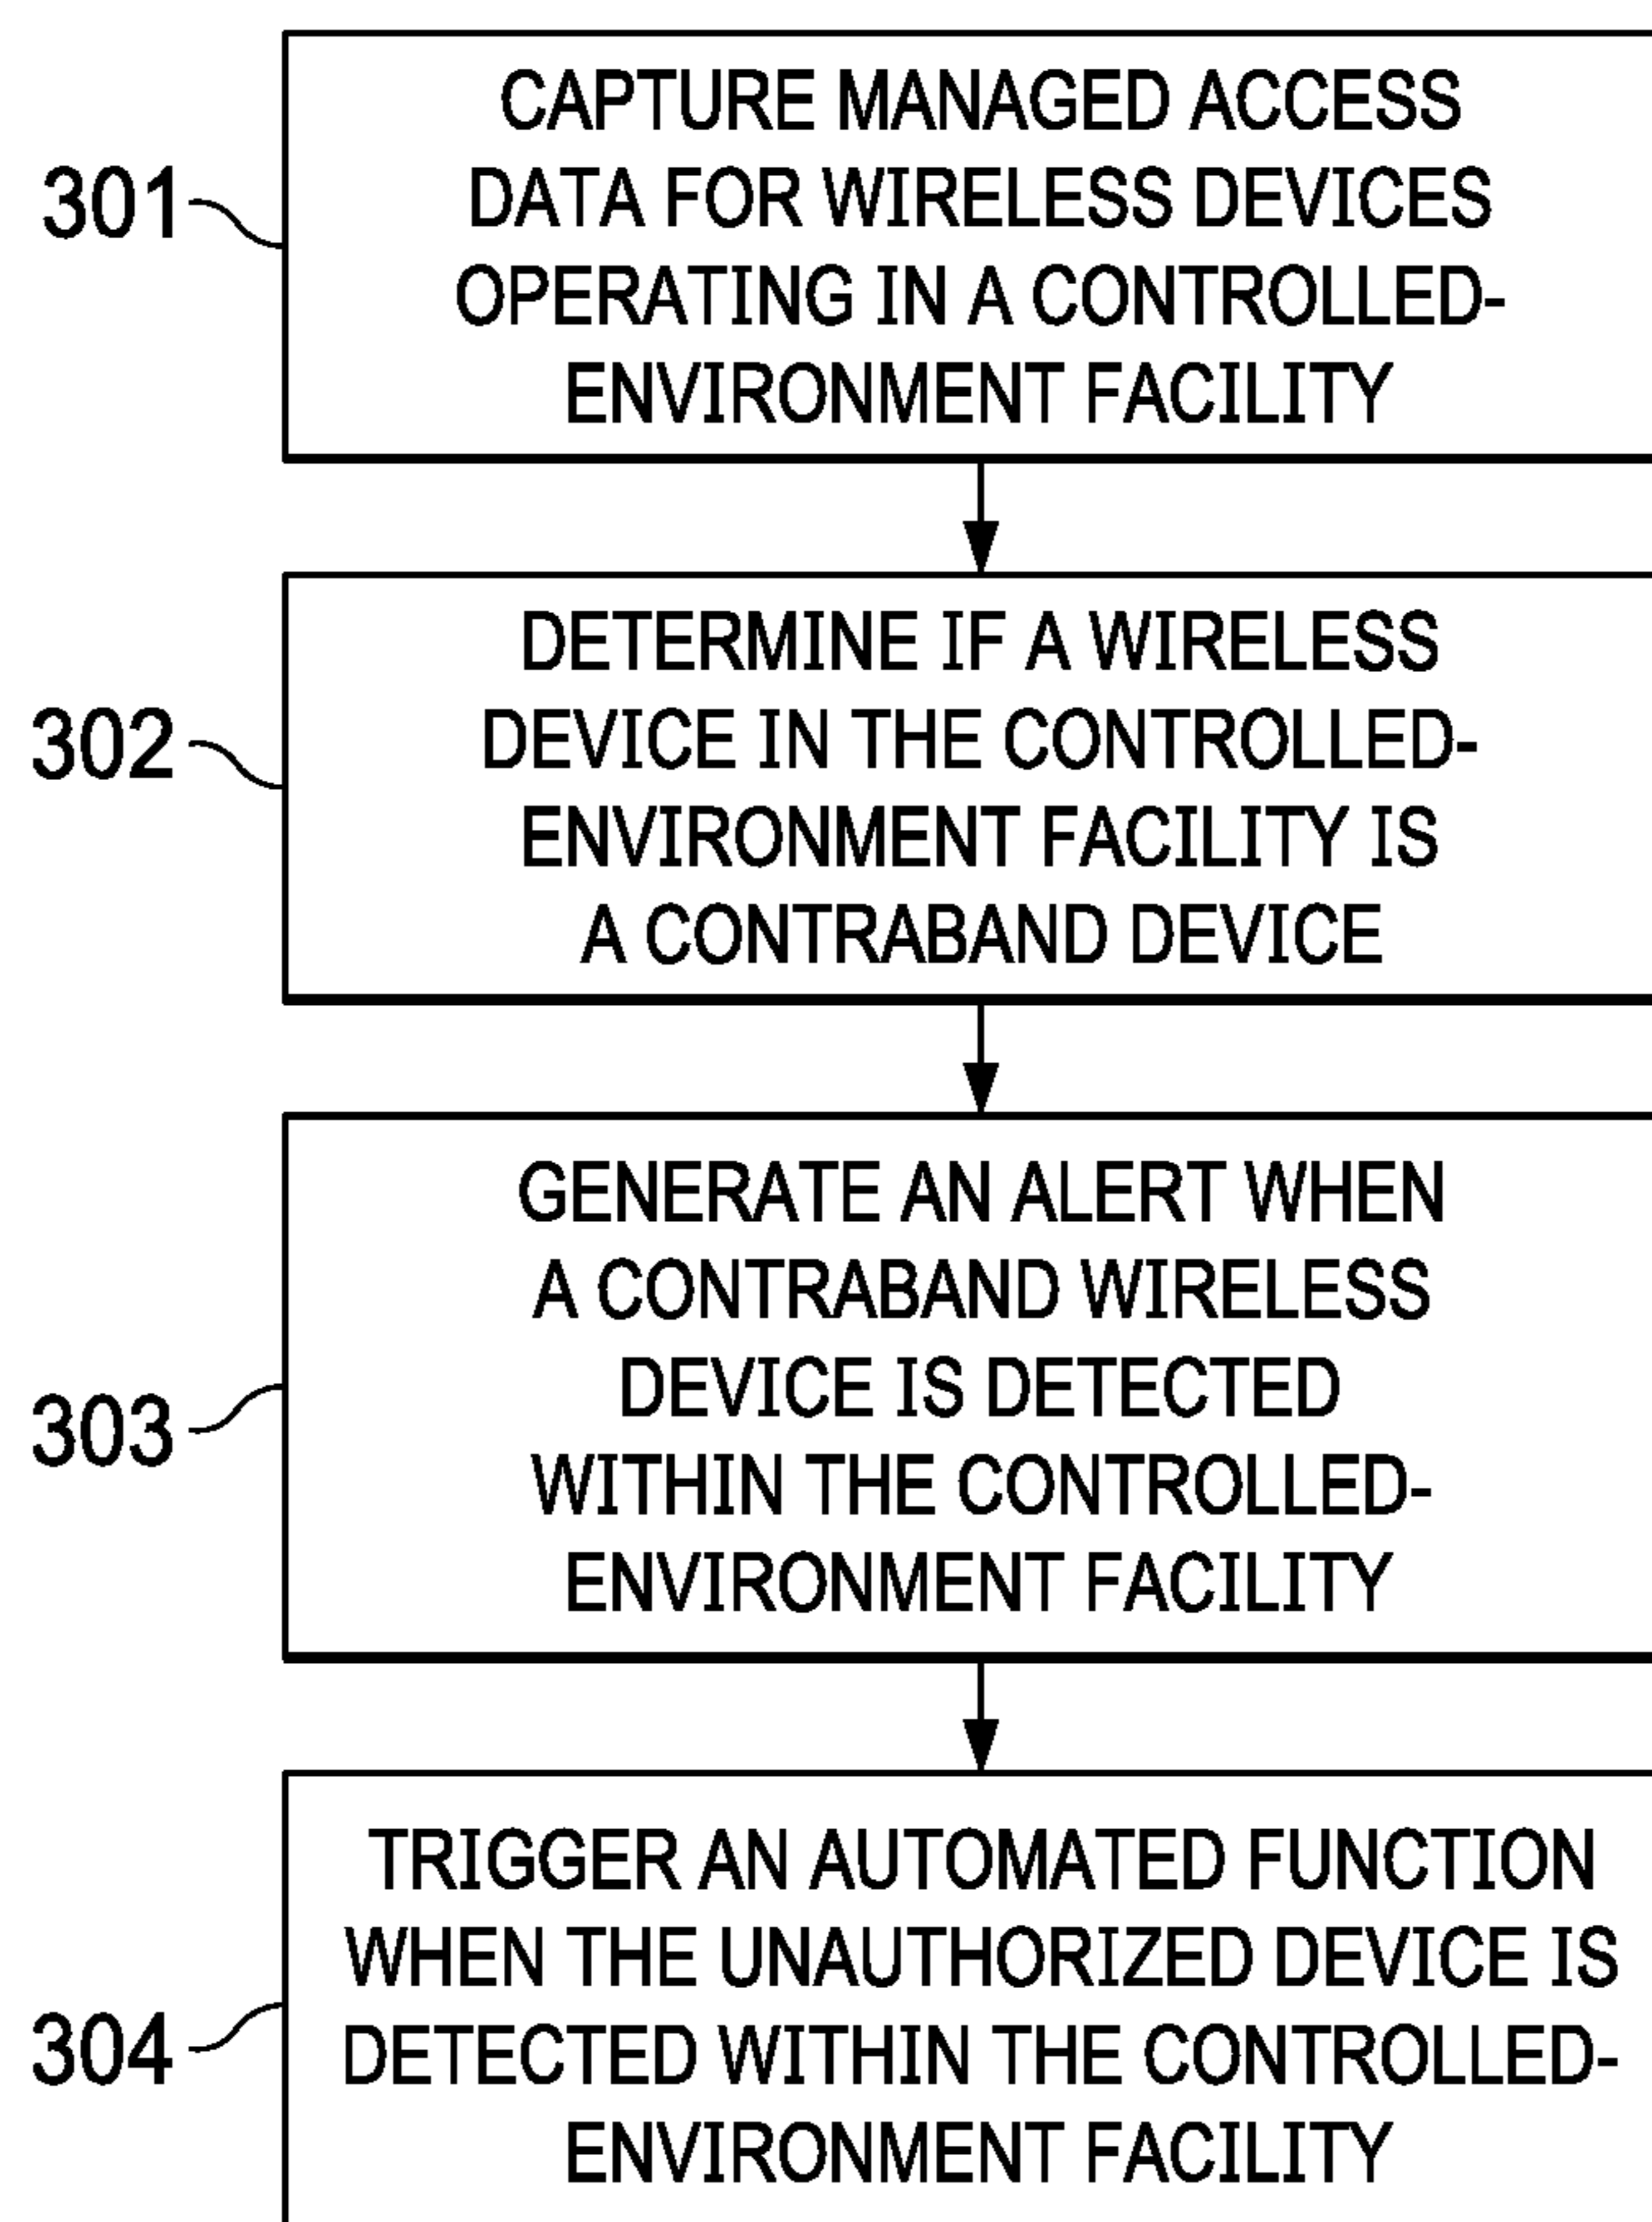 CAPTURE MANAGED ACCESS
DATA FOR WIRELESS DEVICES
OPERATING IN A CONTROLLED-
ENVIRONMENT FACILITY
301
DETERMINE IF A WIRELESS
DEVICE IN THE CONTROLLED-
ENVIRONMENT FACILITY IS
A CONTRABAND DEVICE
302
GENERATE AN ALERT WHEN
A CONTRABAND WIRELESS
DEVICE IS DETECTED
WITHIN THE CONTROLLED-
ENVIRONMENT FACILITY
303
TRIGGER AN AUTOMATED FUNCTION
WHEN THE UNAUTHORIZED DEVICE IS
DETECTED WITHIN THE CONTROLLED-
ENVIRONMENT FACILITY
304